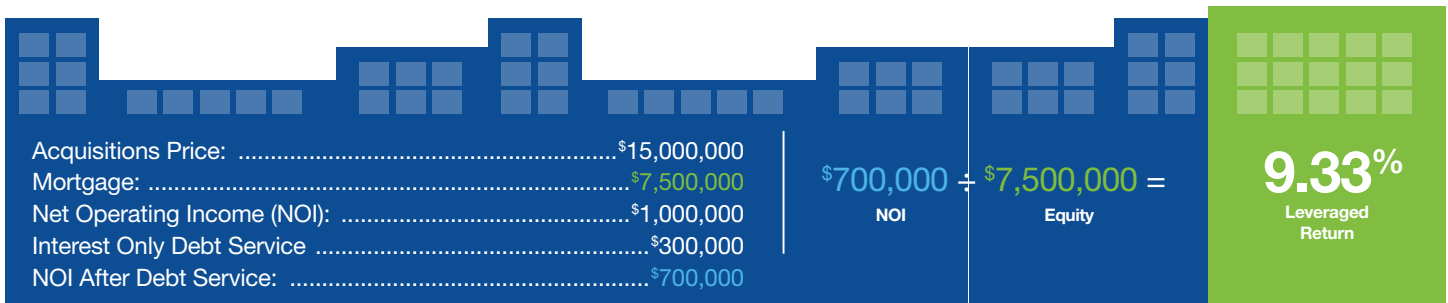 Acquisitions Price: ...............................................................$15,000,000
Mortgage: ................................................................................$7,500,000
Net Operating Income (NOI): ................................................$1,000,000
Interest Only Debt Service .......................................................$300,000
NOI After Debt Service: ............................................................$700,000
$700,000 ÷ $7,500,000 =
NOI Equity
9.33%
Leveraged
Return